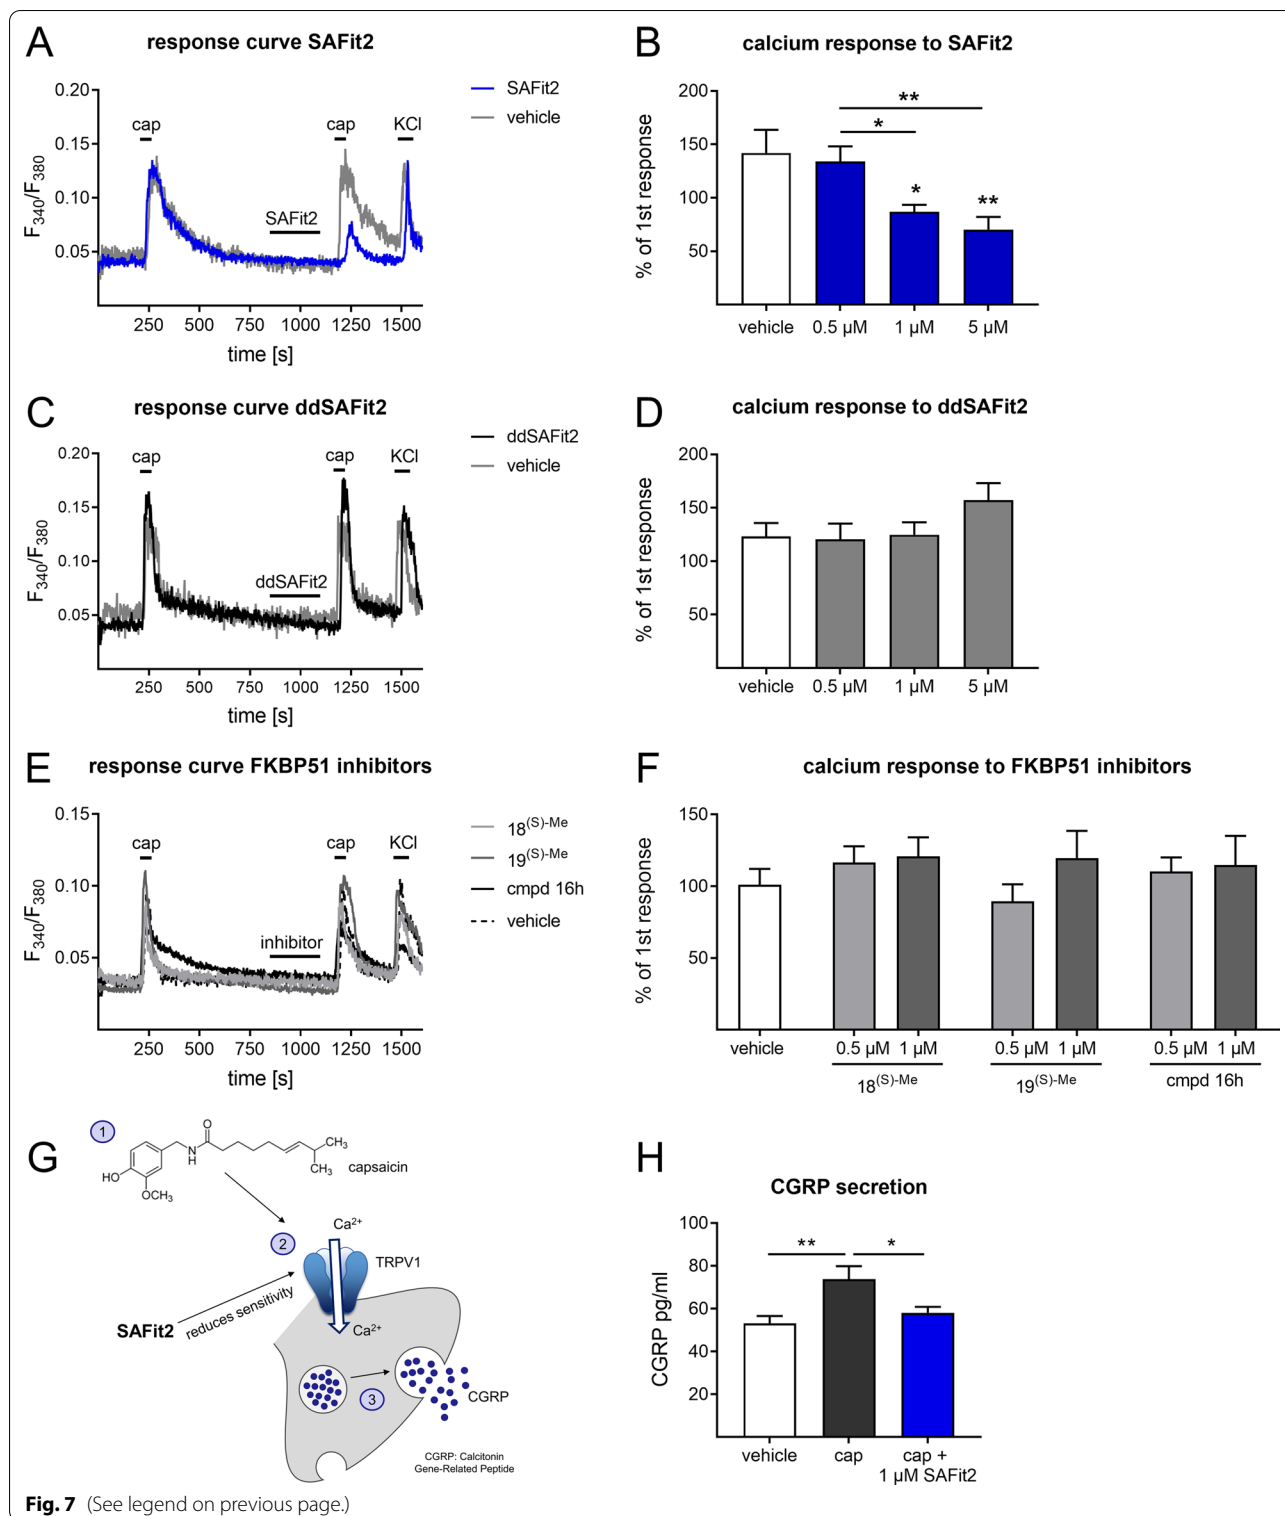 A
response curve SAFit2
SAFit2
vehicle
F340/F380
0.20
0.15
0.10
0.05
cap
SAFit2
cap
KCl
250 500 750 1000 1250 1500
time [s]
B
calcium response to SAFit2
% of 1st response
200
150
100
50
**
*
*
**
vehicle 0.5 µM 1 µM 5 µM
C
response curve ddSAFit2
ddSAFit2
vehicle
F340/F380
0.20
0.15
0.10
0.05
cap
ddSAFit2
cap
KCl
250 500 750 1000 1250 1500
time [s]
D
calcium response to ddSAFit2
% of 1st response
200
150
100
50
vehicle 0.5 µM 1 µM 5 µM
E
response curve FKBP51 inhibitors
18(S)-Me
19(S)-Me
cmpd 16h
vehicle
F340/F380
0.15
0.10
0.05
cap
inhibitor
cap
KCl
250 500 750 1000 1250 1500
time [s]
F
calcium response to FKBP51 inhibitors
% of 1st response
150
100
50
vehicle 0.5 µM 1 µM 0.5 µM 1 µM 0.5 µM 1 µM
18(S)-Me 19(S)-Me cmpd 16h
G
1
O
N
H
HO
OCH3
CH3
CH3
capsaicin
2
Ca2+
TRPV1
SAFit2
reduces sensitivity
Ca2+
3
CGRP
CGRP: Calcitonin
Gene-Related Peptide
H
CGRP secretion
CGRP pg/ml
100
80
60
40
20
**
*
vehicle cap cap +
1 µM SAFit2
Fig. 7 (See legend on previous page.)